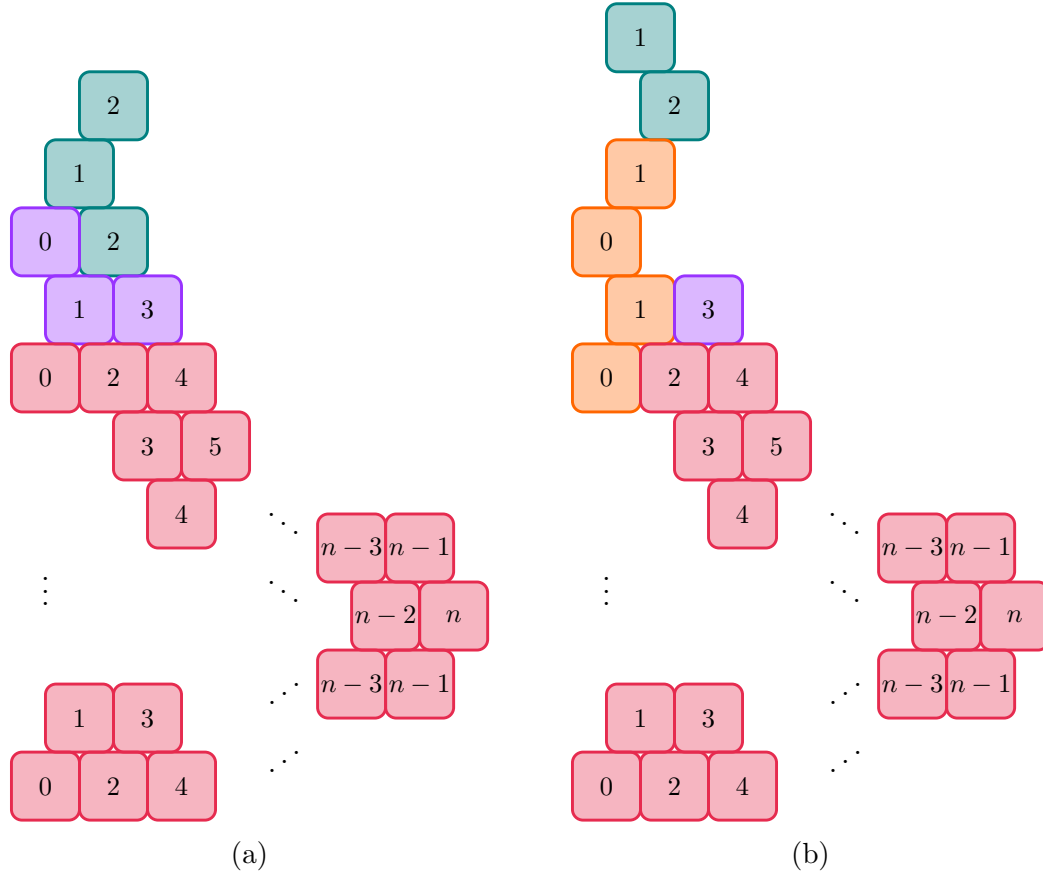 1
2 2
1 1
0 2 0
1 3 1 3
0 2 4 0 2 4
3 5 3 5
4 ⋱ n − 3 n − 1 4 ⋱ n − 3 n − 1
⋮ ⋱ n − 2 n ⋮ ⋱ n − 2 n
n − 3 n − 1 n − 3 n − 1
1 3 ⋰ 1 3 ⋰
0 2 4 ⋰ 0 2 4 ⋰
(a) (b)